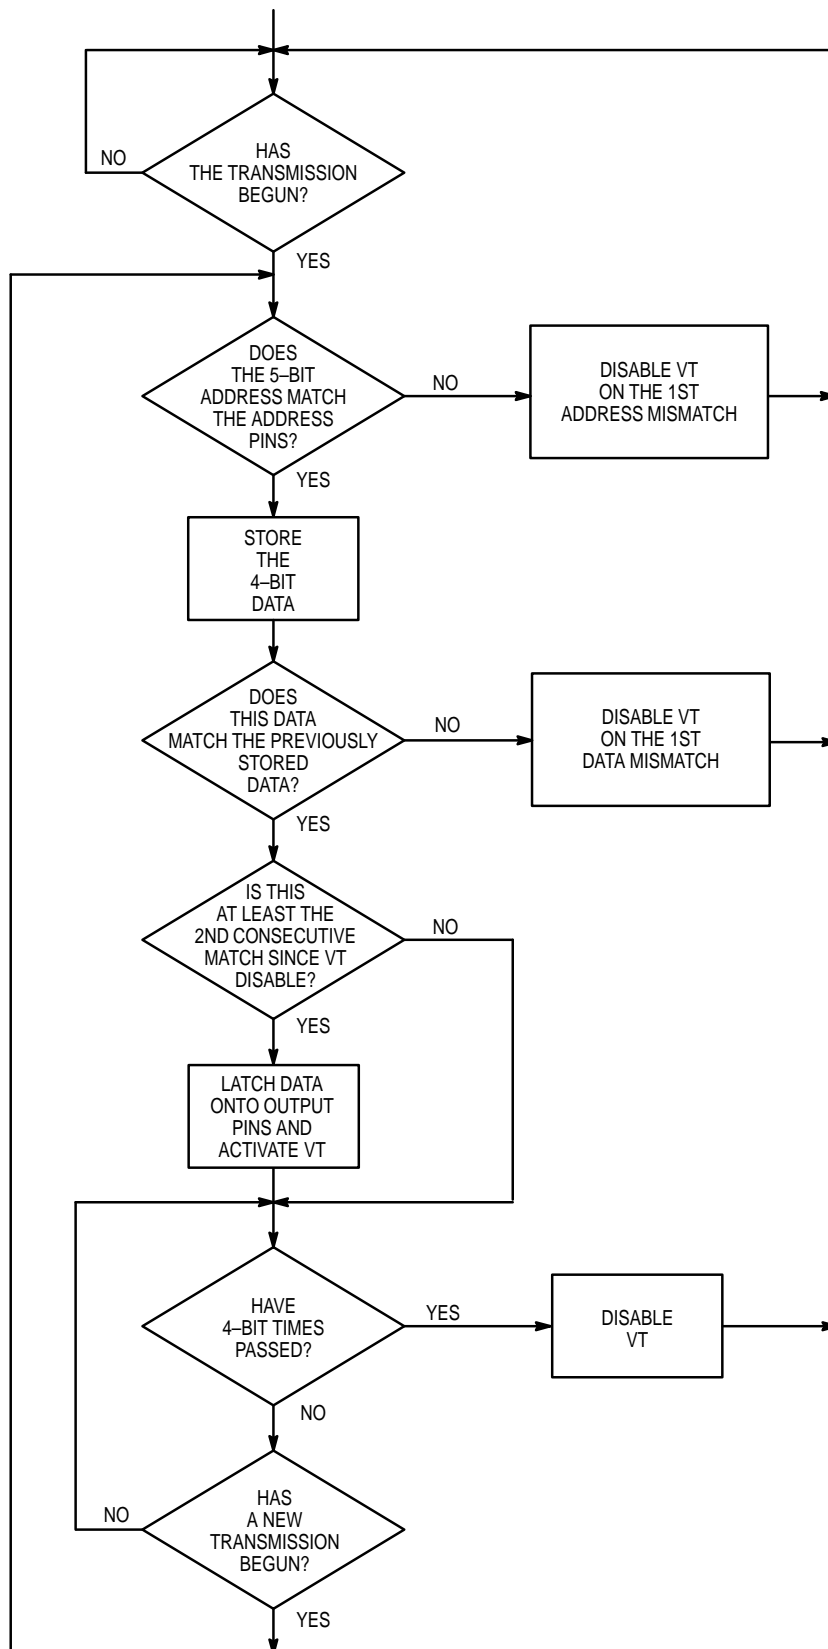 HAS
THE TRANSMISSION
BEGUN?
NO
YES
DOES
THE 5–BIT
ADDRESS MATCH
THE ADDRESS
PINS?
NO
DISABLE VT
ON THE 1ST
ADDRESS MISMATCH
YES
STORE
THE
4–BIT
DATA
DOES
THIS DATA
MATCH THE PREVIOUSLY
STORED
DATA?
NO
DISABLE VT
ON THE 1ST
DATA MISMATCH
YES
IS THIS
AT LEAST THE
2ND CONSECUTIVE
MATCH SINCE VT
DISABLE?
NO
YES
LATCH DATA
ONTO OUTPUT
PINS AND
ACTIVATE VT
HAVE
4–BIT TIMES
PASSED?
YES
DISABLE
VT
NO
HAS
A NEW
TRANSMISSION
BEGUN?
NO
YES